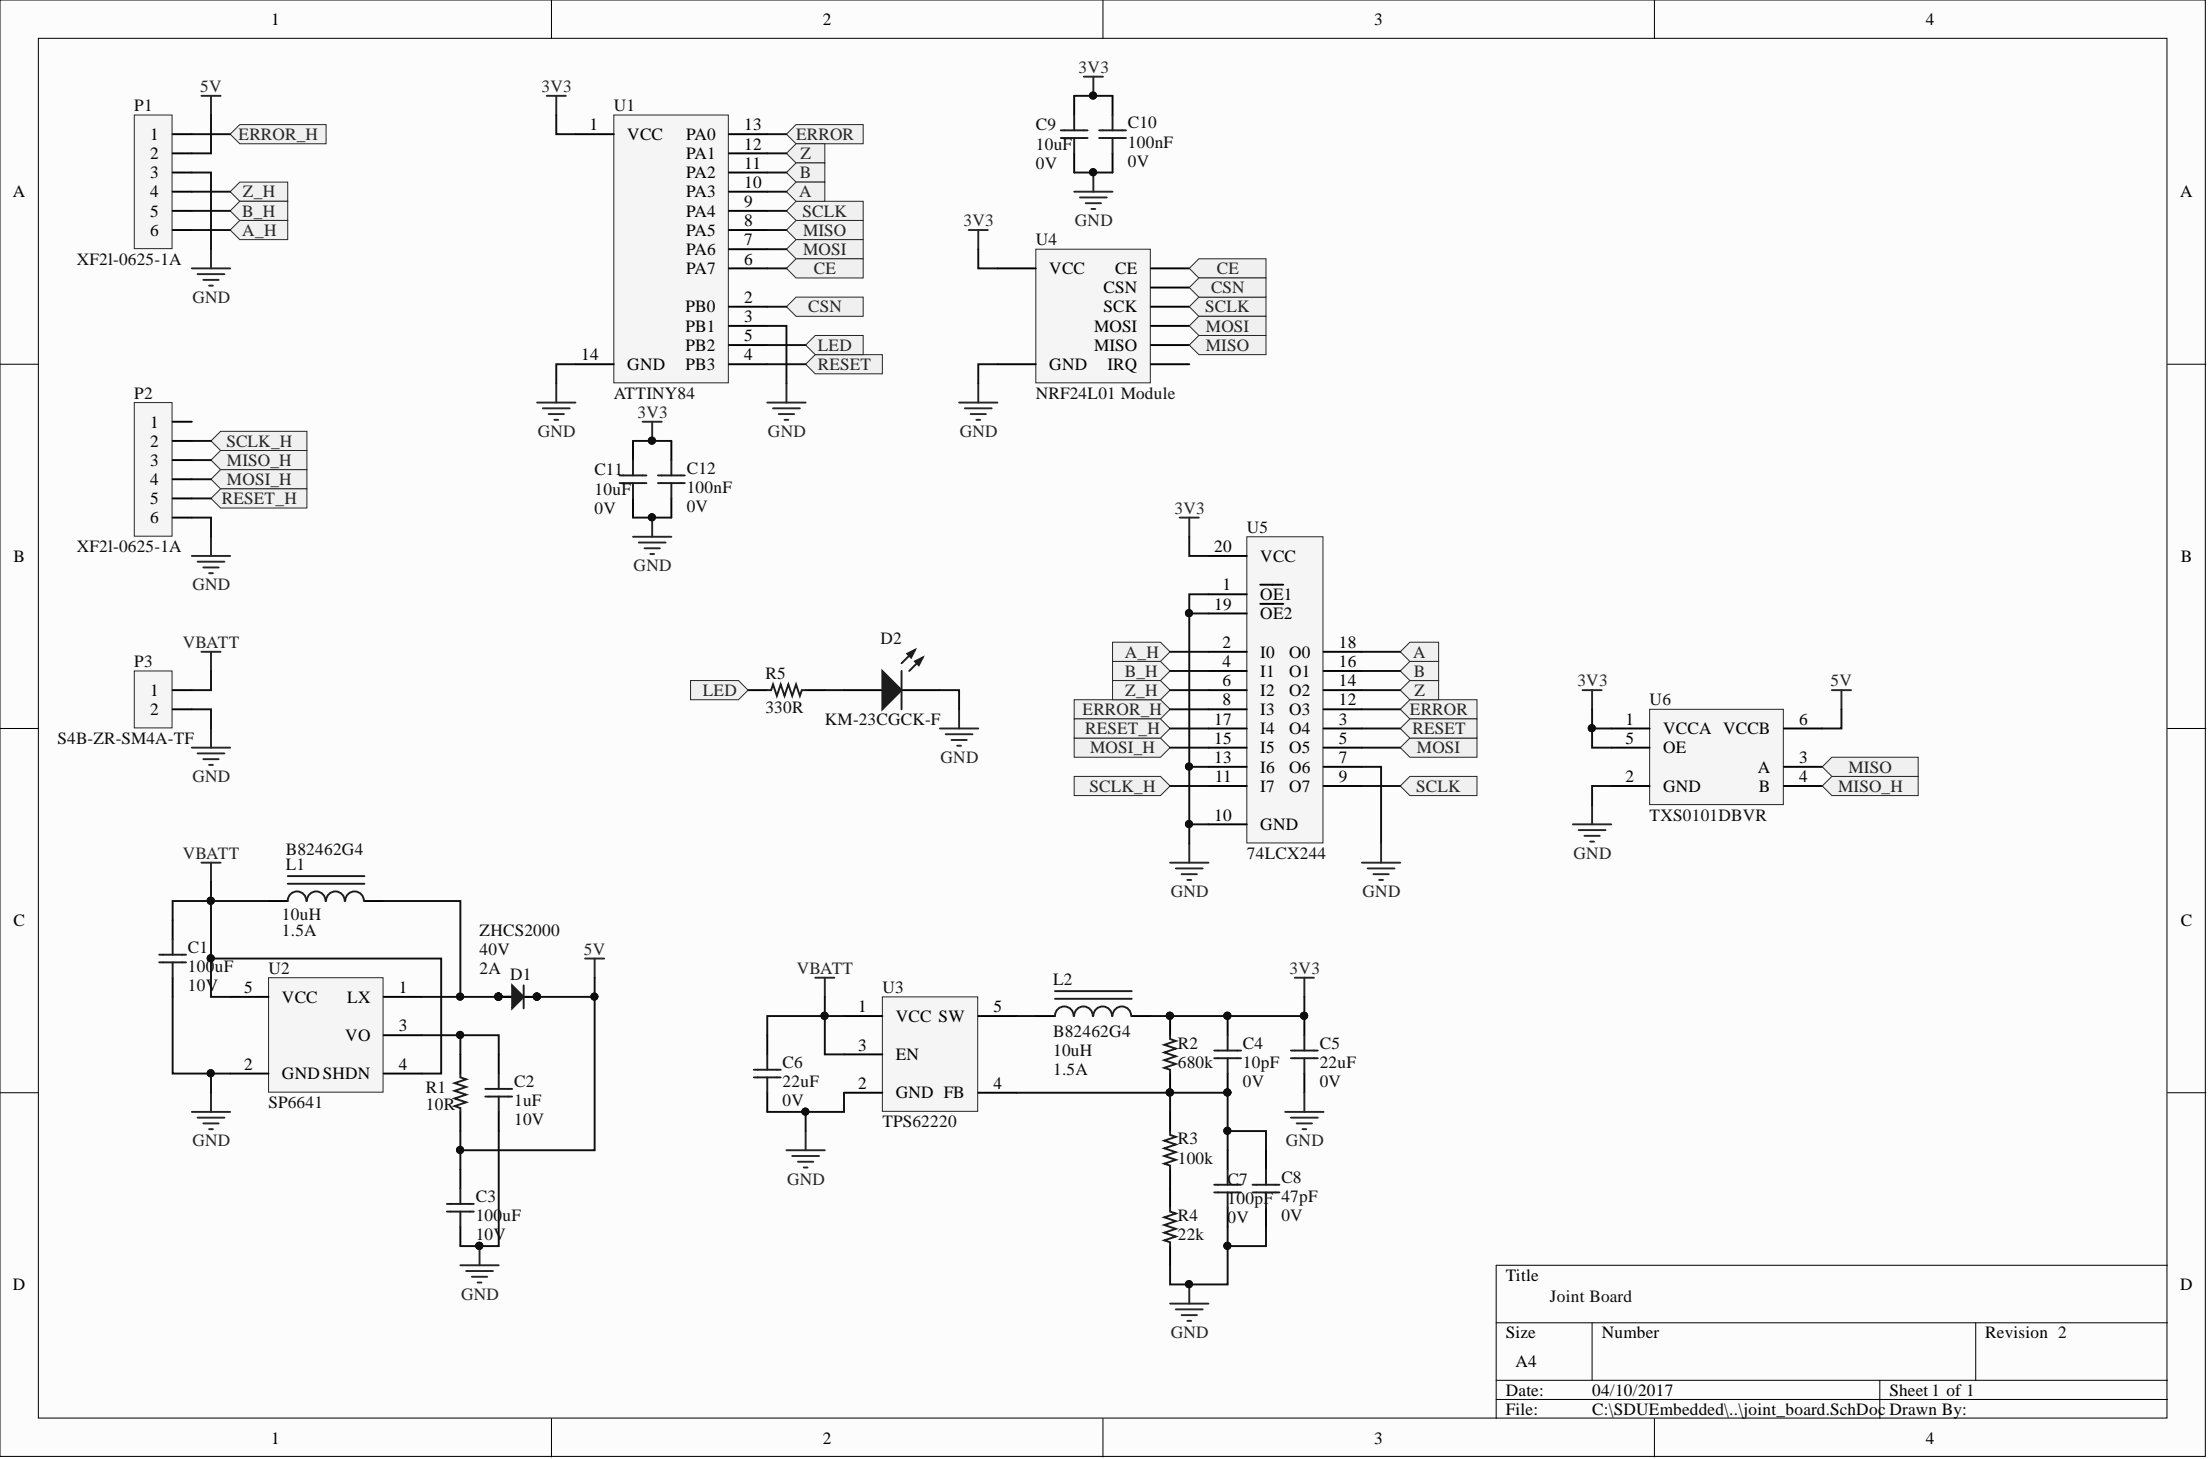 1 2 3 4
A
B
C
D
A
B
C
D
1 2 3 4
5V
P1
1 ERROR_H
2
3
4 Z_H
5 B_H
6 A_H
XF2l-0625-1A
GND
P2
1
2 SCLK_H
3 MISO_H
4 MOSI_H
5 RESET_H
6
XF2l-0625-1A
GND
VBATT
P3
1
2
S4B-ZR-SM4A-TF
GND
3V3
U1
1 VCC PA0 13 ERROR
PA1 12 Z
PA2 11 B
PA3 10 A
PA4 9 SCLK
PA5 8 MISO
PA6 7 MOSI
PA7 6 CE
PB0 2 CSN
PB1 3
PB2 5 LED
14 GND PB3 4 RESET
ATTINY84
GND
GND
3V3
C11
10uF
0V
C12
100nF
0V
GND
3V3
C9
10uF
0V
C10
100nF
0V
GND
3V3
U4
VCC CE CE
CSN CSN
SCK SCLK
MOSI MOSI
MISO MISO
GND IRQ
NRF24L01 Module
GND
LED
R5
330R
D2
KM-23CGCK-F
GND
3V3
U5
20 VCC
1 OE1
19 OE2
A_H 2 I0 O0 18 A
B_H 4 I1 O1 16 B
Z_H 6 I2 O2 14 Z
ERROR_H 8 I3 O3 12 ERROR
RESET_H 17 I4 O4 3 RESET
MOSI_H 15 I5 O5 5 MOSI
13 I6 O6 7
SCLK_H 11 I7 O7 9 SCLK
10 GND
74LCX244
GND
GND
3V3
5V
U6
1 VCCA VCCB 6
5 OE
A 3 MISO
2 GND B 4 MISO_H
TXS0101DBVR
GND
VBATT
B82462G4
L1
10uH
1.5A
C1
100uF
10V
ZHCS2000
40V
2A
D1
5V
U2
5 VCC LX 1
VO 3
2 GND SHDN 4
SP6641
GND
R1
10R
C2
1uF
10V
C3
100uF
10V
GND
VBATT
U3
1 VCC SW 5
3 EN
2 GND FB 4
TPS62220
C6
22uF
0V
GND
L2
B82462G4
10uH
1.5A
3V3
R2
680k
C4
10pF
0V
C5
22uF
0V
GND
R3
100k
R4
22k
C7
100pF
0V
C8
47pF
0V
GND
Title
Joint Board
Size
A4
Number
Revision 2
Date: 04/10/2017
Sheet 1 of 1
File: C:\SDUEmbedded\..\joint_board.SchDoc
Drawn By: